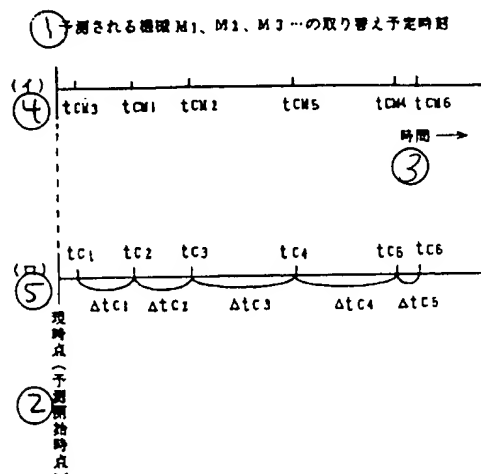 ① 予測される機械M1、M2、M3…の取り替え予定時刻
(イ)
④
tCM3 tCM1 tCM2 tCM5 tCM4 tCM6
時間 →
③
(ロ)
⑤
tC1 tC2 tC3 tC4 tC5 tC6
ΔtC1 ΔtC2 ΔtC3 ΔtC4 ΔtC5
② 現時点(予測開始時点)